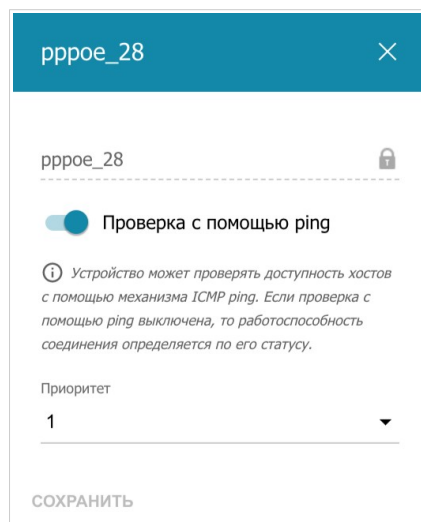 pppoe_28
pppoe_28
Проверка с помощью ping
Устройство может проверять доступность хостов
с помощью механизма ICMP ping. Если проверка с
помощью ping выключена, то работоспособность
соединения определяется по его статусу.
Приоритет
1
СОХРАНИТЬ